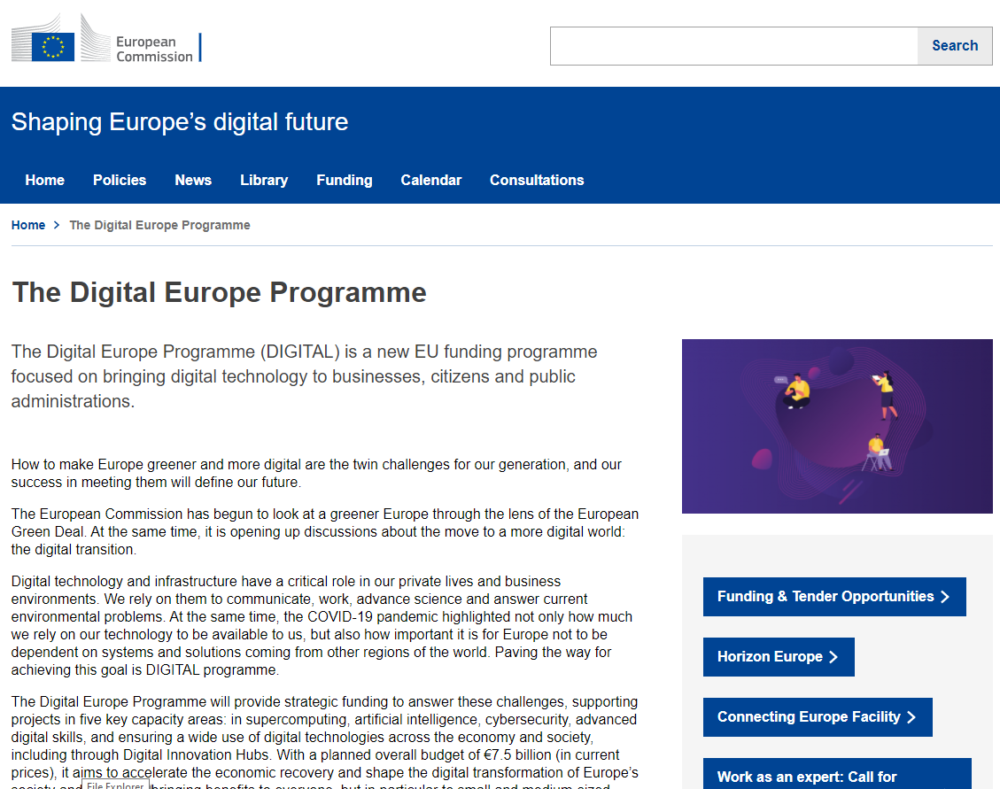 European
Commission
Search
Shaping Europe’s digital future
Home Policies News Library Funding Calendar Consultations
Home > The Digital Europe Programme
The Digital Europe Programme
The Digital Europe Programme (DIGITAL) is a new EU funding programme
focused on bringing digital technology to businesses, citizens and public
administrations.
How to make Europe greener and more digital are the twin challenges for our generation, and our
success in meeting them will define our future.
The European Commission has begun to look at a greener Europe through the lens of the European
Green Deal. At the same time, it is opening up discussions about the move to a more digital world:
the digital transition.
Digital technology and infrastructure have a critical role in our private lives and business
environments. We rely on them to communicate, work, advance science and answer current
environmental problems. At the same time, the COVID-19 pandemic highlighted not only how much
we rely on our technology to be available to us, but also how important it is for Europe not to be
dependent on systems and solutions coming from other regions of the world. Paving the way for
achieving this goal is DIGITAL programme.
The Digital Europe Programme will provide strategic funding to answer these challenges, supporting
projects in five key capacity areas: in supercomputing, artificial intelligence, cybersecurity, advanced
digital skills, and ensuring a wide use of digital technologies across the economy and society,
including through Digital Innovation Hubs. With a planned overall budget of €7.5 billion (in current
prices), it aims to accelerate the economic recovery and shape the digital transformation of Europe’s
society and bringing benefits to everyone, but in particular to small and medium-sized
File Explorer
Funding & Tender Opportunities >
Horizon Europe >
Connecting Europe Facility >
Work as an expert: Call for